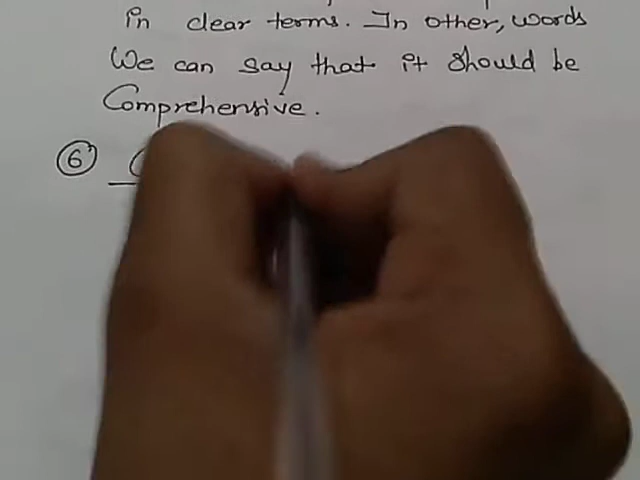 in clear terms. In other, words
We can say that it should be
Comprehensive.
6